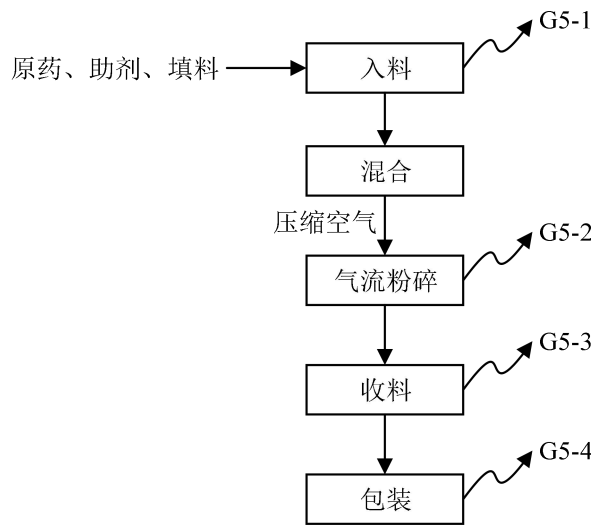 G5-1
原药、助剂、填料
入料
混合
压缩空气
G5-2
气流粉碎
G5-3
收料
G5-4
包装